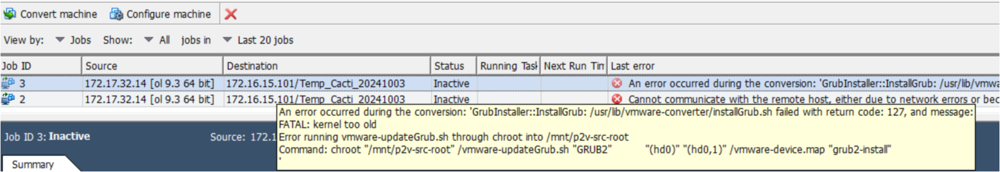 Convert machine Configure machine
View by: Jobs Show: All jobs in Last 20 jobs
Job ID Source Destination Status Running Task Next Run Tim Last error
3 172.17.32.14 [ol 9.3 64 bit] 172.16.15.101/Temp_Cacti_20241003 Inactive An error occurred during the conversion: 'GrubInstaller::InstallGrub: /usr/lib/vmwa
2 172.17.32.14 [ol 9.3 64 bit] 172.16.15.101/Temp_Cacti_20241003 Inactive Cannot communicate with the remote host, either due to network errors or bec
An error occurred during the conversion: 'GrubInstaller::InstallGrub: /usr/lib/vmware-converter/installGrub.sh failed with return code: 127, and message:
FATAL: kernel too old
Error running vmware-updateGrub.sh through chroot into /mnt/p2v-src-root
Command: chroot "/mnt/p2v-src-root" /vmware-updateGrub.sh "GRUB2" "(hd0)" "(hd0,1)" /vmware-device.map "grub2-install"
'
Job ID 3: Inactive Source: 172.1
Summary